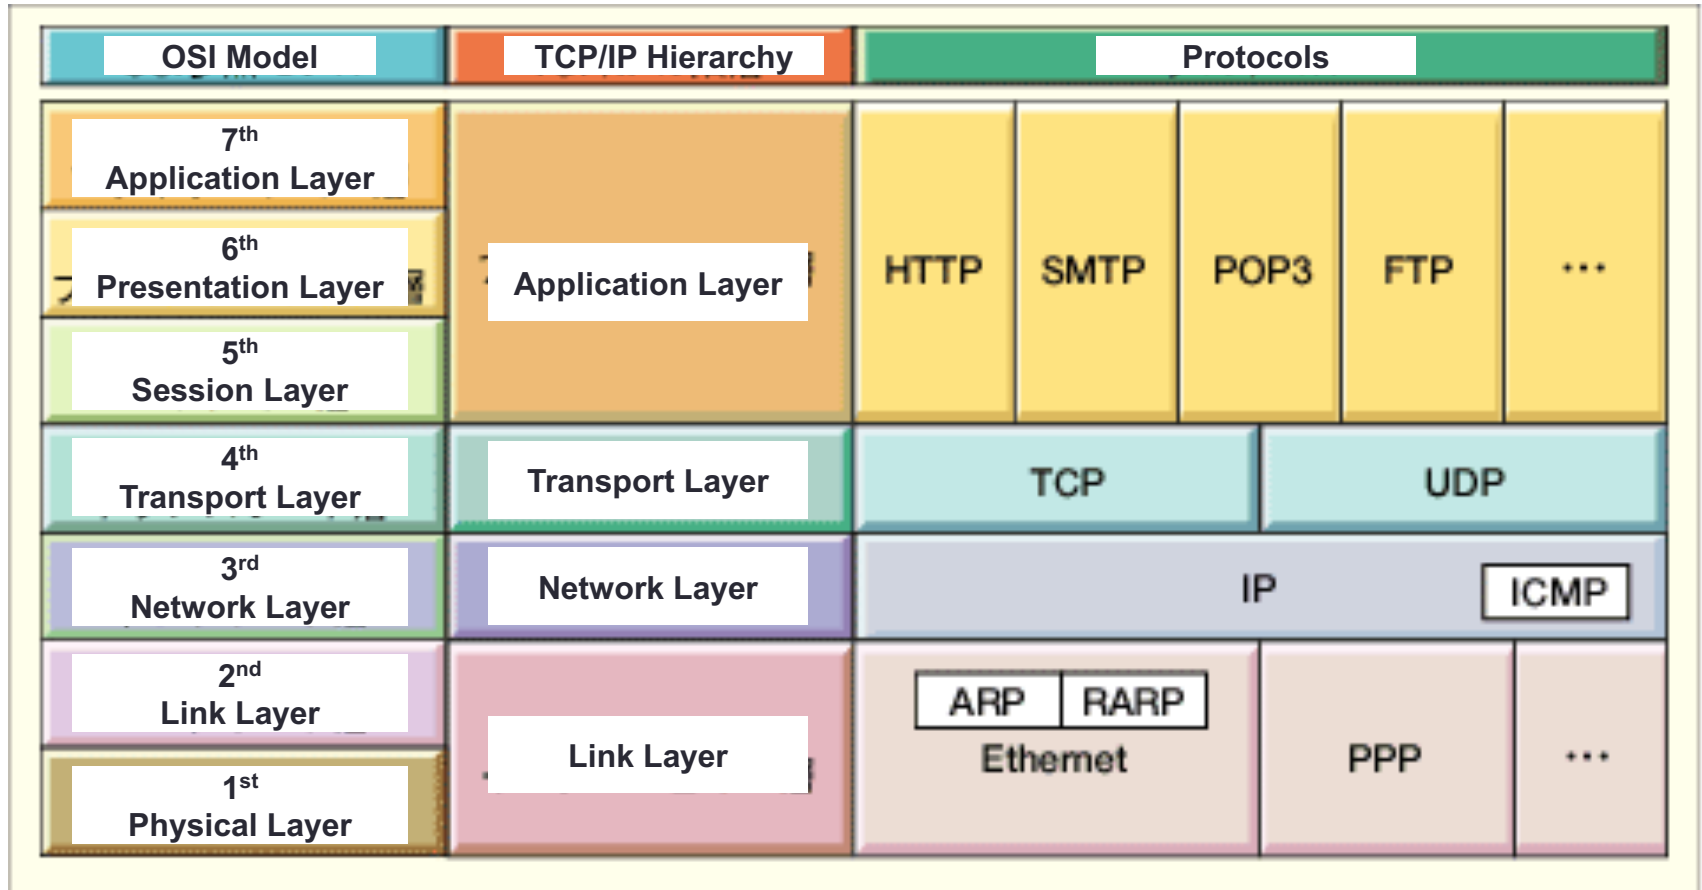 OSI Model
TCP/IP Hierarchy
Protocols
7th
Application Layer
6th
Presentation Layer
5th
Session Layer
Application Layer
HTTP
SMTP
POP3
FTP
...
4th
Transport Layer
Transport Layer
TCP
UDP
3rd
Network Layer
Network Layer
IP
ICMP
2nd
Link Layer
1st
Physical Layer
Link Layer
ARP
RARP
Ethernet
PPP
...